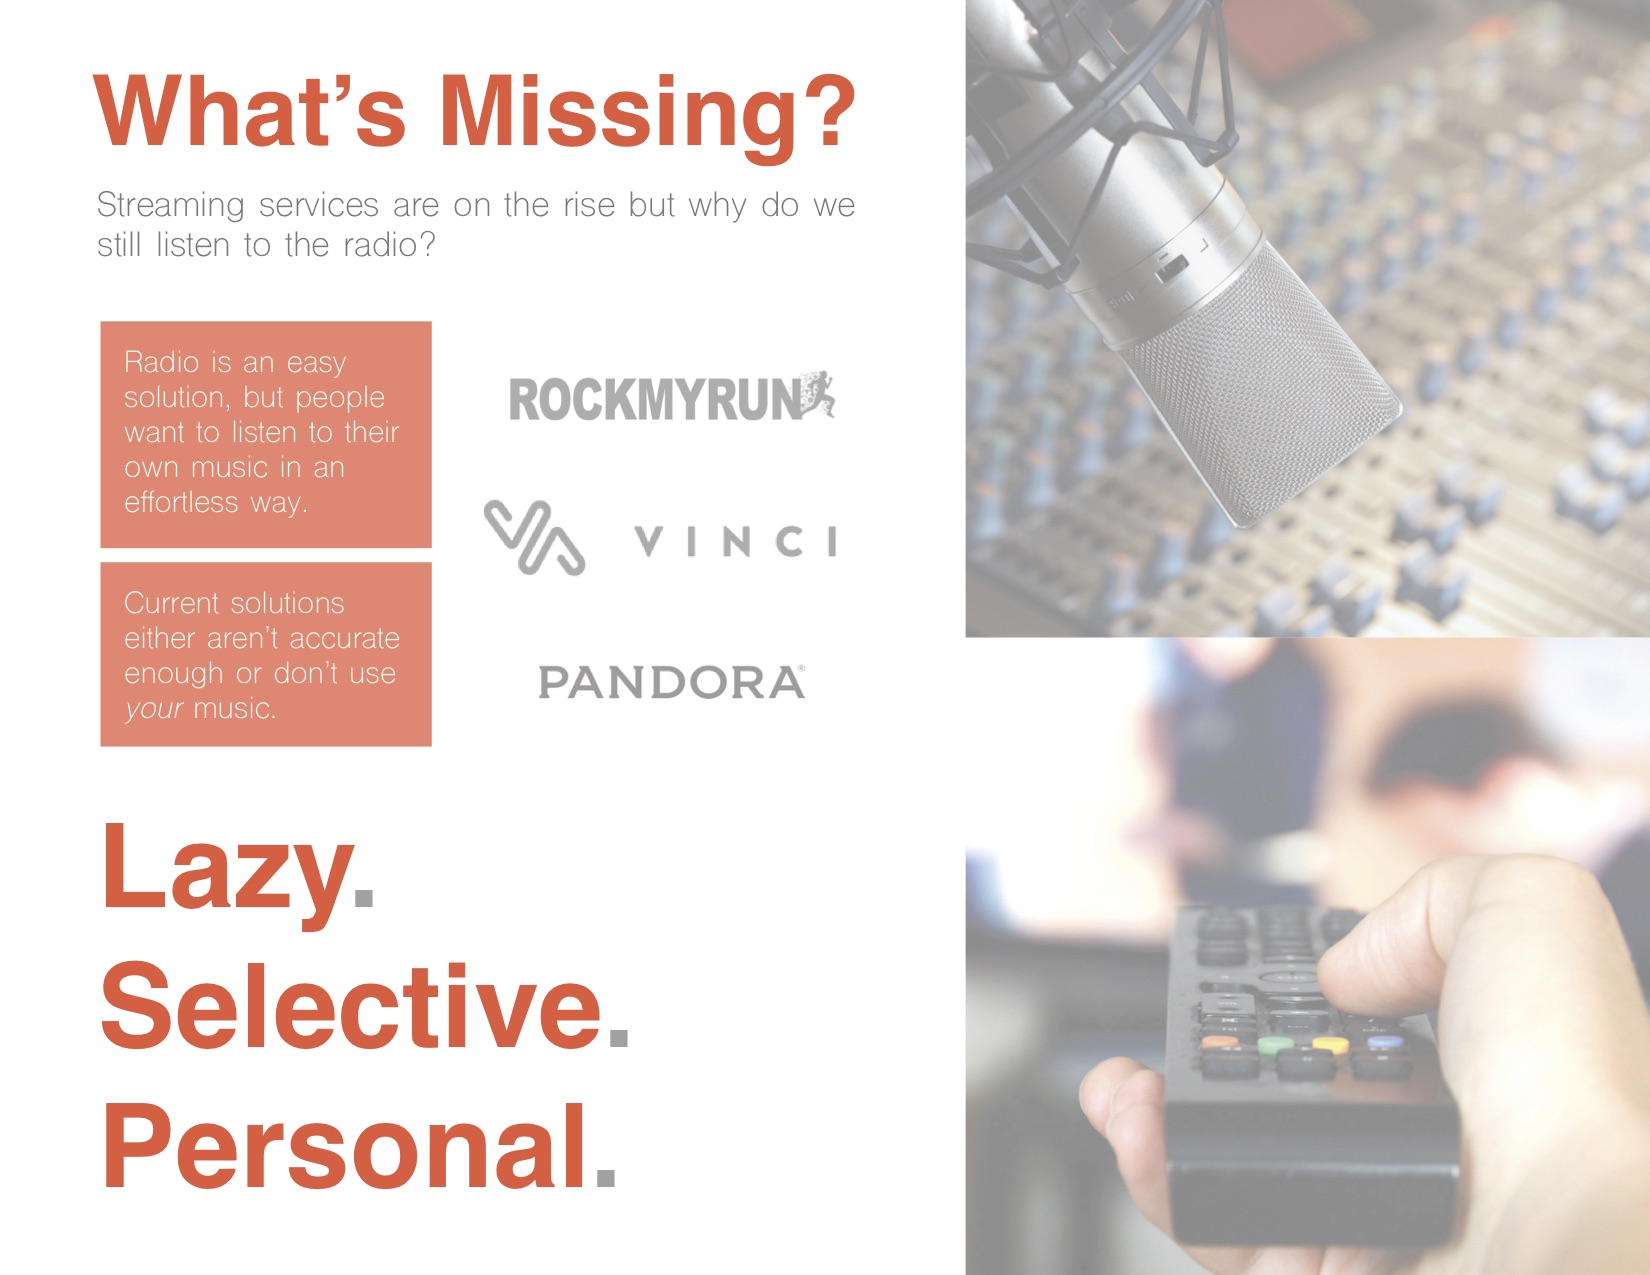 What's Missing?
Streaming services are on the rise but why do we
still listen to the radio?
Radio is an easy
solution, but people
want to listen to their
own music in an
effortless way.
Current solutions
either aren't accurate
enough or don't use
your music.
ROCKMYRUN
VINCI
PANDORA®
Lazy.
Selective.
Personal.